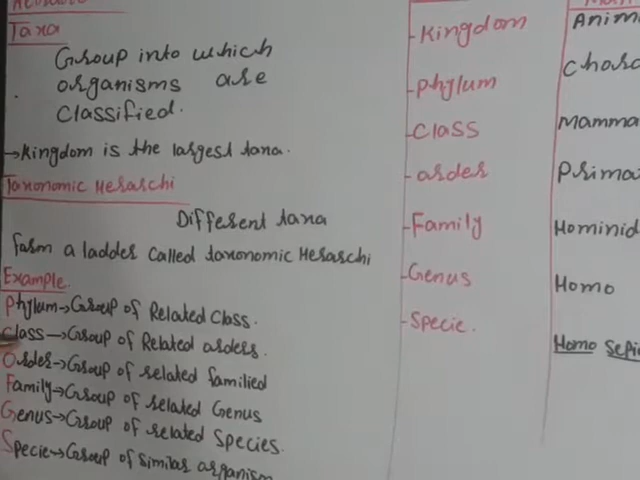 Taxa
Group into which
organisms are
Classified.
→Kingdom is the largest taxa.
Taxonomic Herarchi
Different taxa
Form a ladder called taxonomic Herarchi
Example
Phylum→Group of Related Class.
Class→Group of Related orders.
Order→Group of related familied
Family→Group of related Genus
Genus→Group of related Species.
Specie→Group of similar organism
-Kingdom
-Phylum
-Class
-order
-Family
-Genus
-Specie.
Anim
Chord
Mamma
Prima
Hominid
Homo
Homo Sepi